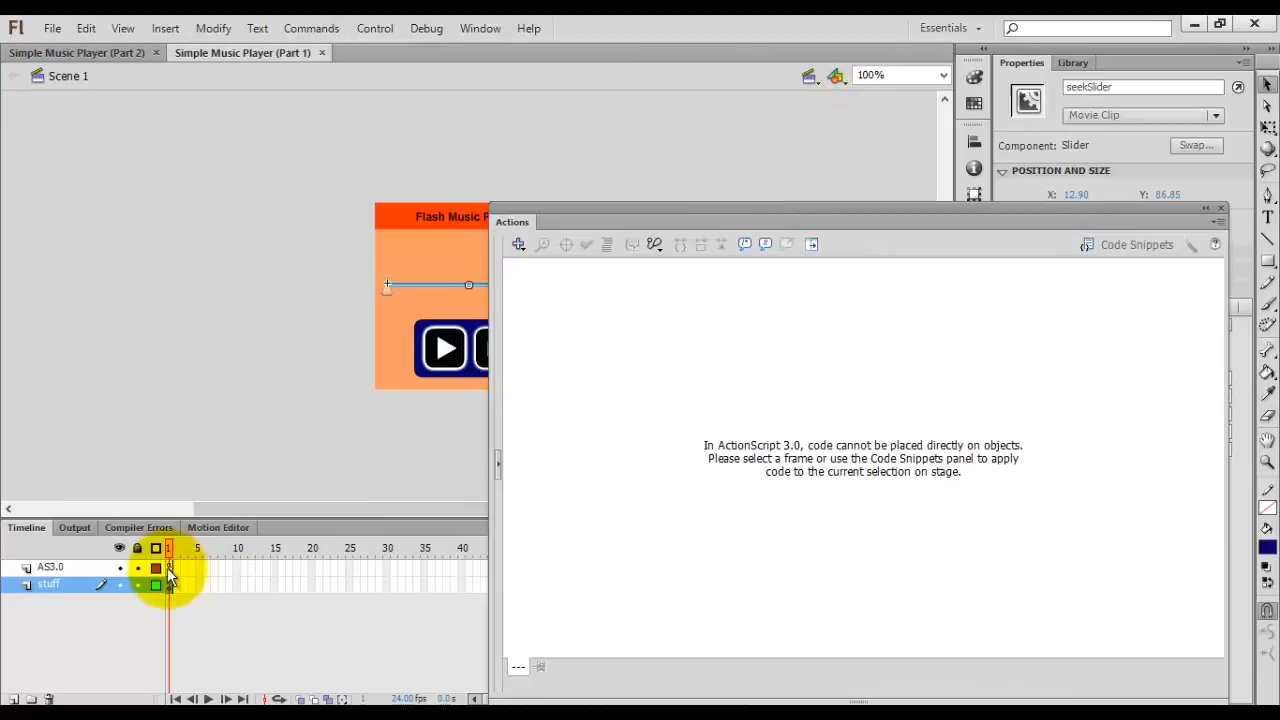 Fl File Edit View Insert Modify Text Commands Control Debug Window Help Essentials
Simple Music Player (Part 2) × Simple Music Player (Part 1) ×
Properties Library
Scene 1
100%
seekSlider
Movie Clip
Component: Slider Swap...
POSITION AND SIZE
X: 12.90 Y: 86.85
Flash Music P
Actions
Code Snippets
In ActionScript 3.0, code cannot be placed directly on objects.
Please select a frame or use the Code Snippets panel to apply
code to the current selection on stage.
Timeline Output Compiler Errors Motion Editor
1 5 10 15 20 25 30 35 40
AS3.0
stuff
---
1 24.00 fps 0.0 s